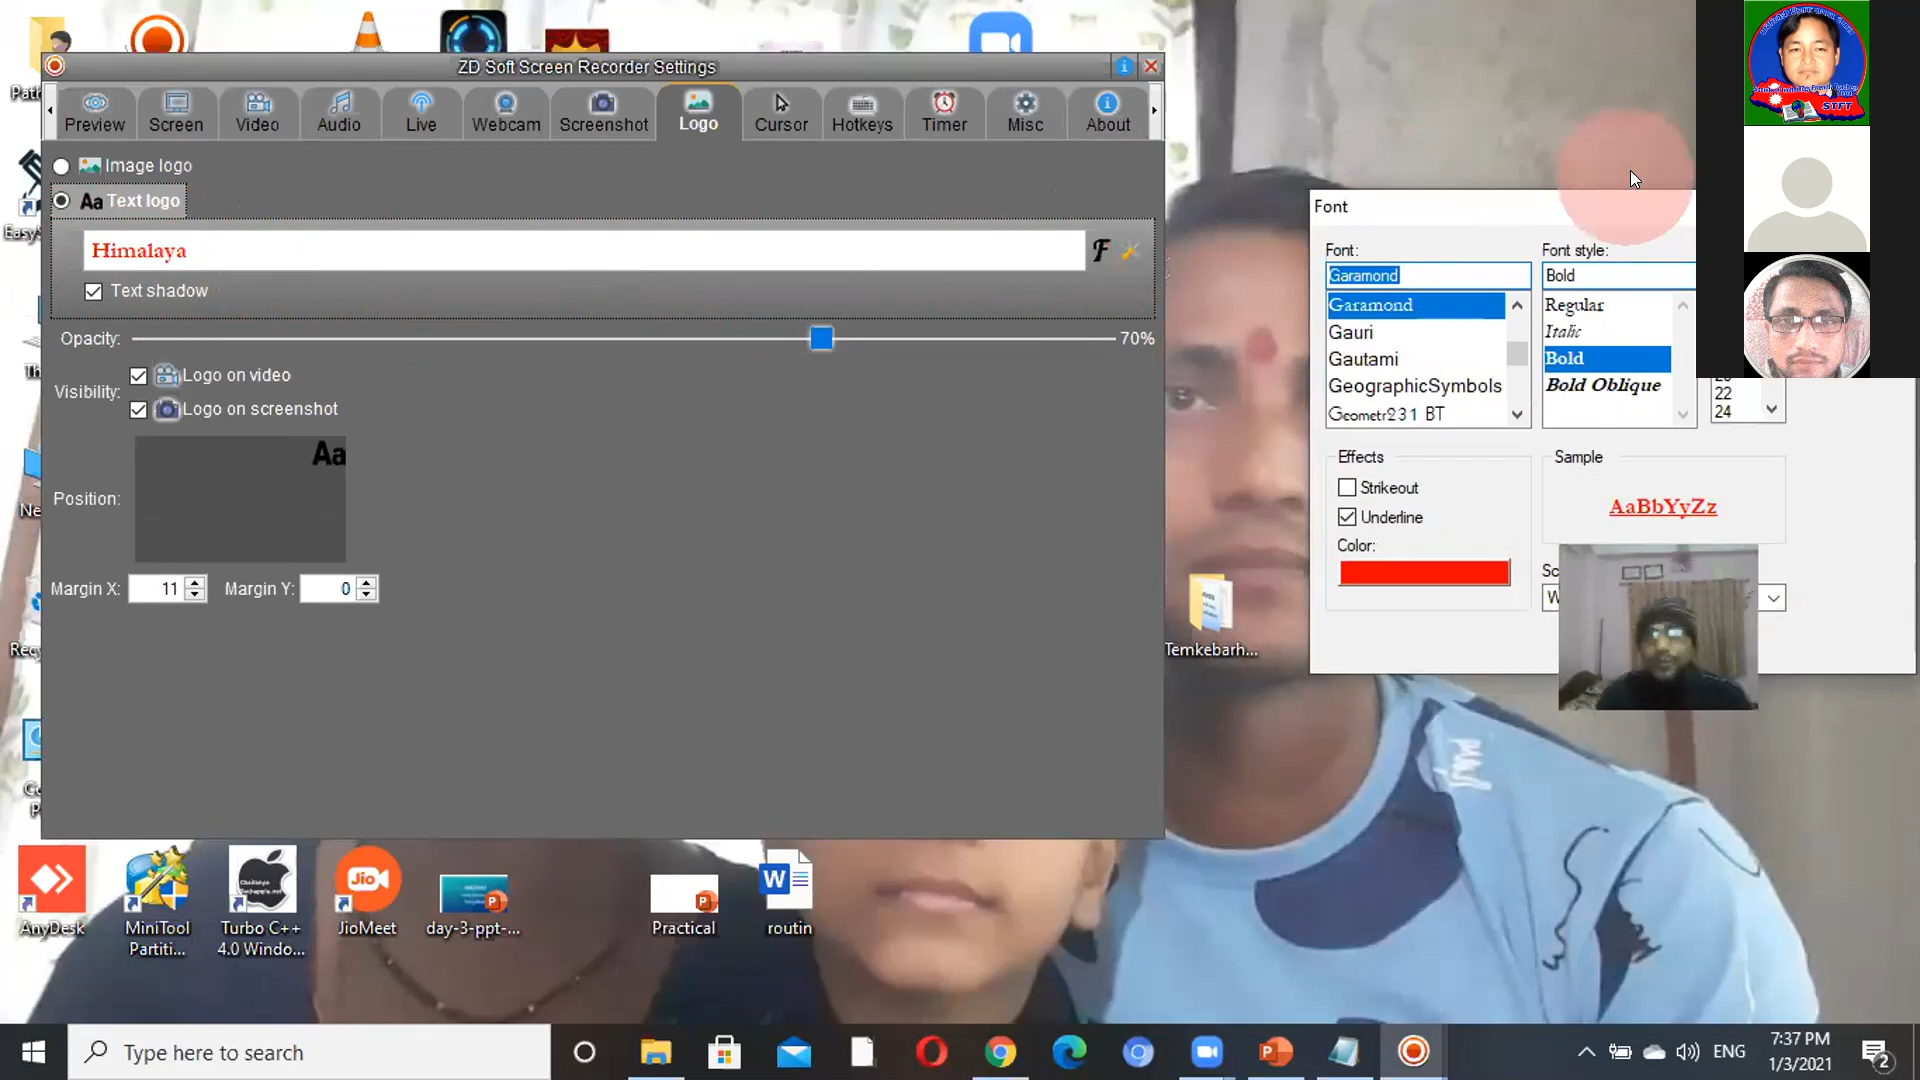 ZD Soft Screen Recorder Settings
Preview
Screen
Video
Audio
Live
Webcam
Screenshot
Logo
Cursor
Hotkeys
Timer
Misc
About
Image logo
Aa Text logo
Himalaya
F
Text shadow
Opacity:
70%
Visibility:
Logo on video
Logo on screenshot
Position:
Aa
Margin X: 11
Margin Y: 0
Font
Font:
Garamond
Garamond
Gauri
Gautami
GeographicSymbols
Geometr231 BT
Font style:
Bold
Regular
Italic
Bold
Bold Oblique
22
24
Effects
Strikeout
Underline
Color:
Sample
AaBbYyZz
STFT
Temkebarh...
AnyDesk
MiniTool
Partiti...
Turbo C++
4.0 Windo...
Jio
JioMeet
day-3-ppt-...
Practical
routin
Type here to search
ENG
7:37 PM
1/3/2021
2